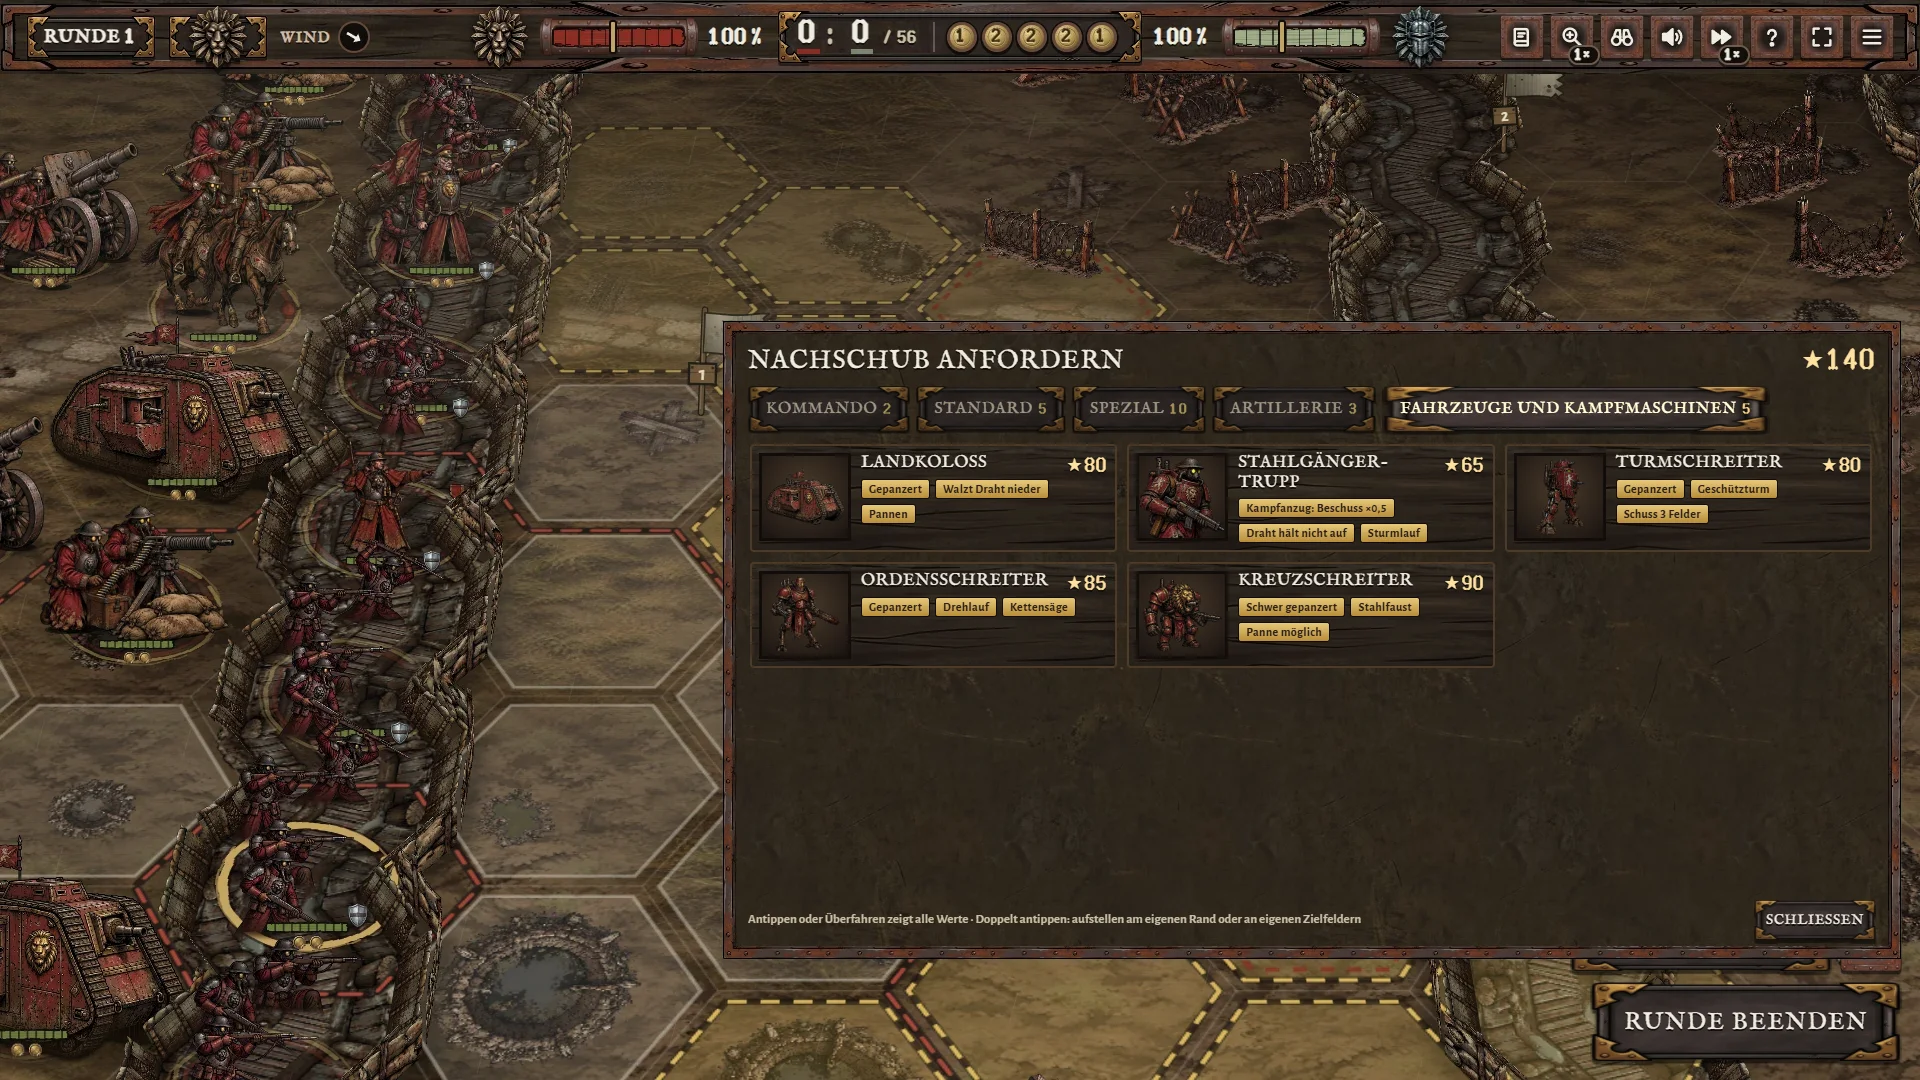 RUNDE 1
WIND
100%
0 : 0 / 56
1 2 2 2 1
100%
1×
1×
?
2
1
NACHSCHUB ANFORDERN
★140
KOMMANDO 2
STANDARD 5
SPEZIAL 10
ARTILLERIE 3
FAHRZEUGE UND KAMPFMASCHINEN 5
LANDKOLOSS
★80
Gepanzert
Walzt Draht nieder
Pannen
STAHLGÄNGER-
TRUPP
★65
Kampfanzug: Beschuss ×0,5
Draht hält nicht auf
Sturmlauf
TURMSCHREITER
★80
Gepanzert
Geschützturm
Schuss 3 Felder
ORDENSSCHREITER
★85
Gepanzert
Drehlauf
Kettensäge
KREUZSCHREITER
★90
Schwer gepanzert
Stahlfaust
Panne möglich
Antippen oder Überfahren zeigt alle Werte · Doppelt antippen: aufstellen am eigenen Rand oder an eigenen Zielfeldern
SCHLIESSEN
RUNDE BEENDEN